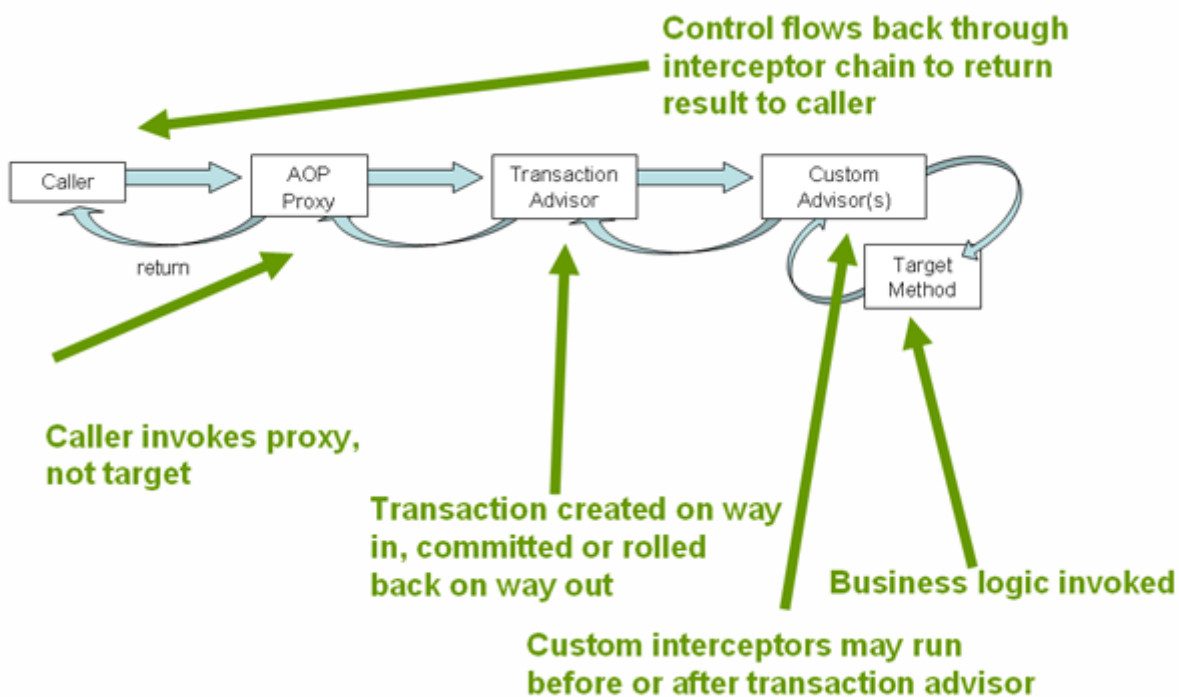 Control flows back through
interceptor chain to return
result to caller
Caller
AOP
Proxy
Transaction
Advisor
Custom
Advisor(s)
return
Target
Method
Caller invokes proxy,
not target
Transaction created on way
in, committed or rolled
back on way out
Business logic invoked
Custom interceptors may run
before or after transaction advisor